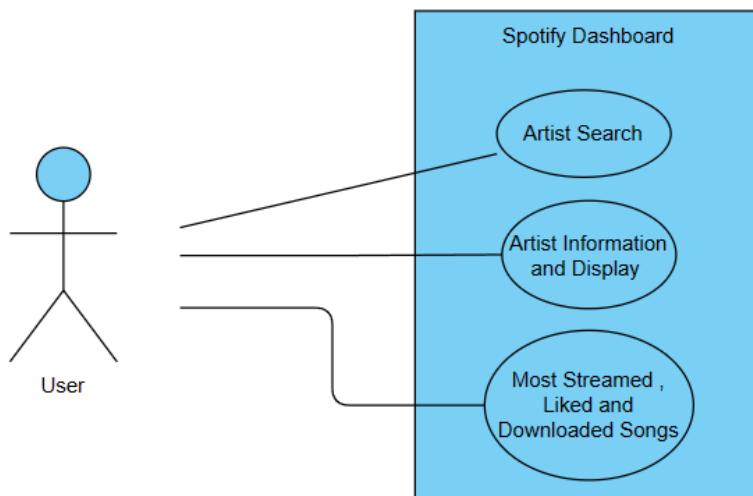 Spotify Dashboard
Artist Search
Artist Information
and Display
Most Streamed ,
Liked and
Downloaded Songs
User